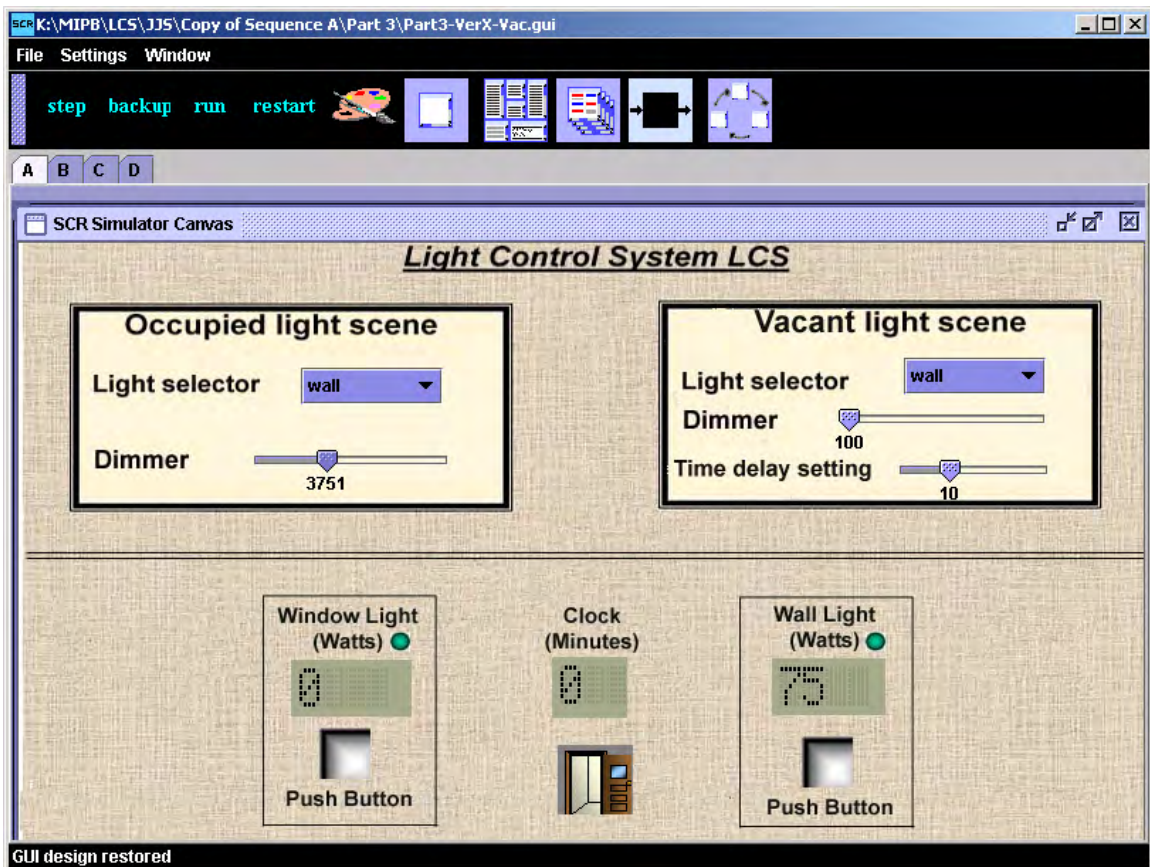 SCR K:\MIPB\LCS\JJS\Copy of Sequence A\Part 3\Part3-VerX-Vac.gui
File Settings Window
step backup run restart
A B C D
SCR Simulator Canvas
Light Control System LCS
Occupied light scene
Light selector wall
Dimmer
3751
Vacant light scene
Light selector wall
Dimmer
100
Time delay setting
10
Window Light
(Watts)
0
Push Button
Clock
(Minutes)
0
Wall Light
(Watts)
75
Push Button
GUI design restored